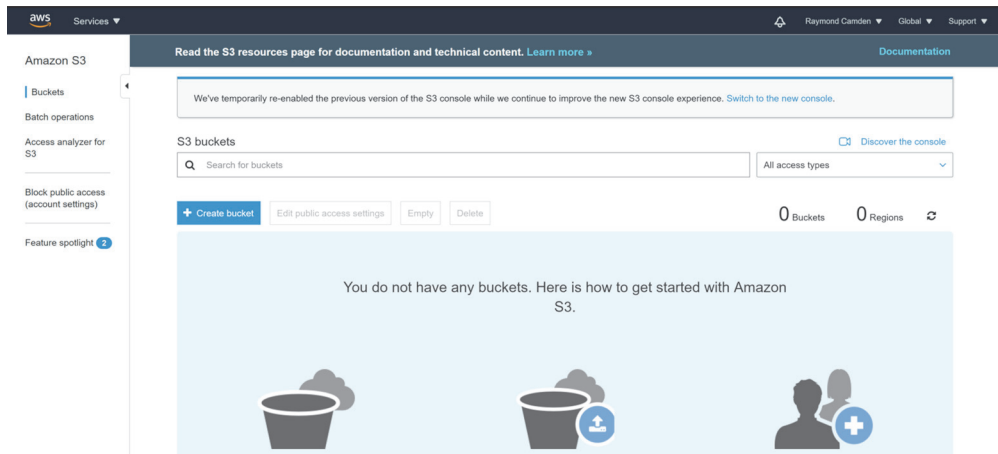 aws Services ▼ Raymond Camden ▼ Global ▼ Support ▼
Amazon S3
Buckets
Batch operations
Access analyzer for
S3
Block public access
(account settings)
Feature spotlight 2
Read the S3 resources page for documentation and technical content. Learn more » Documentation
We've temporarily re-enabled the previous version of the S3 console while we continue to improve the new S3 console experience. Switch to the new console.
S3 buckets Discover the console
Search for buckets All access types
+ Create bucket Edit public access settings Empty Delete 0 Buckets 0 Regions
You do not have any buckets. Here is how to get started with Amazon
S3.